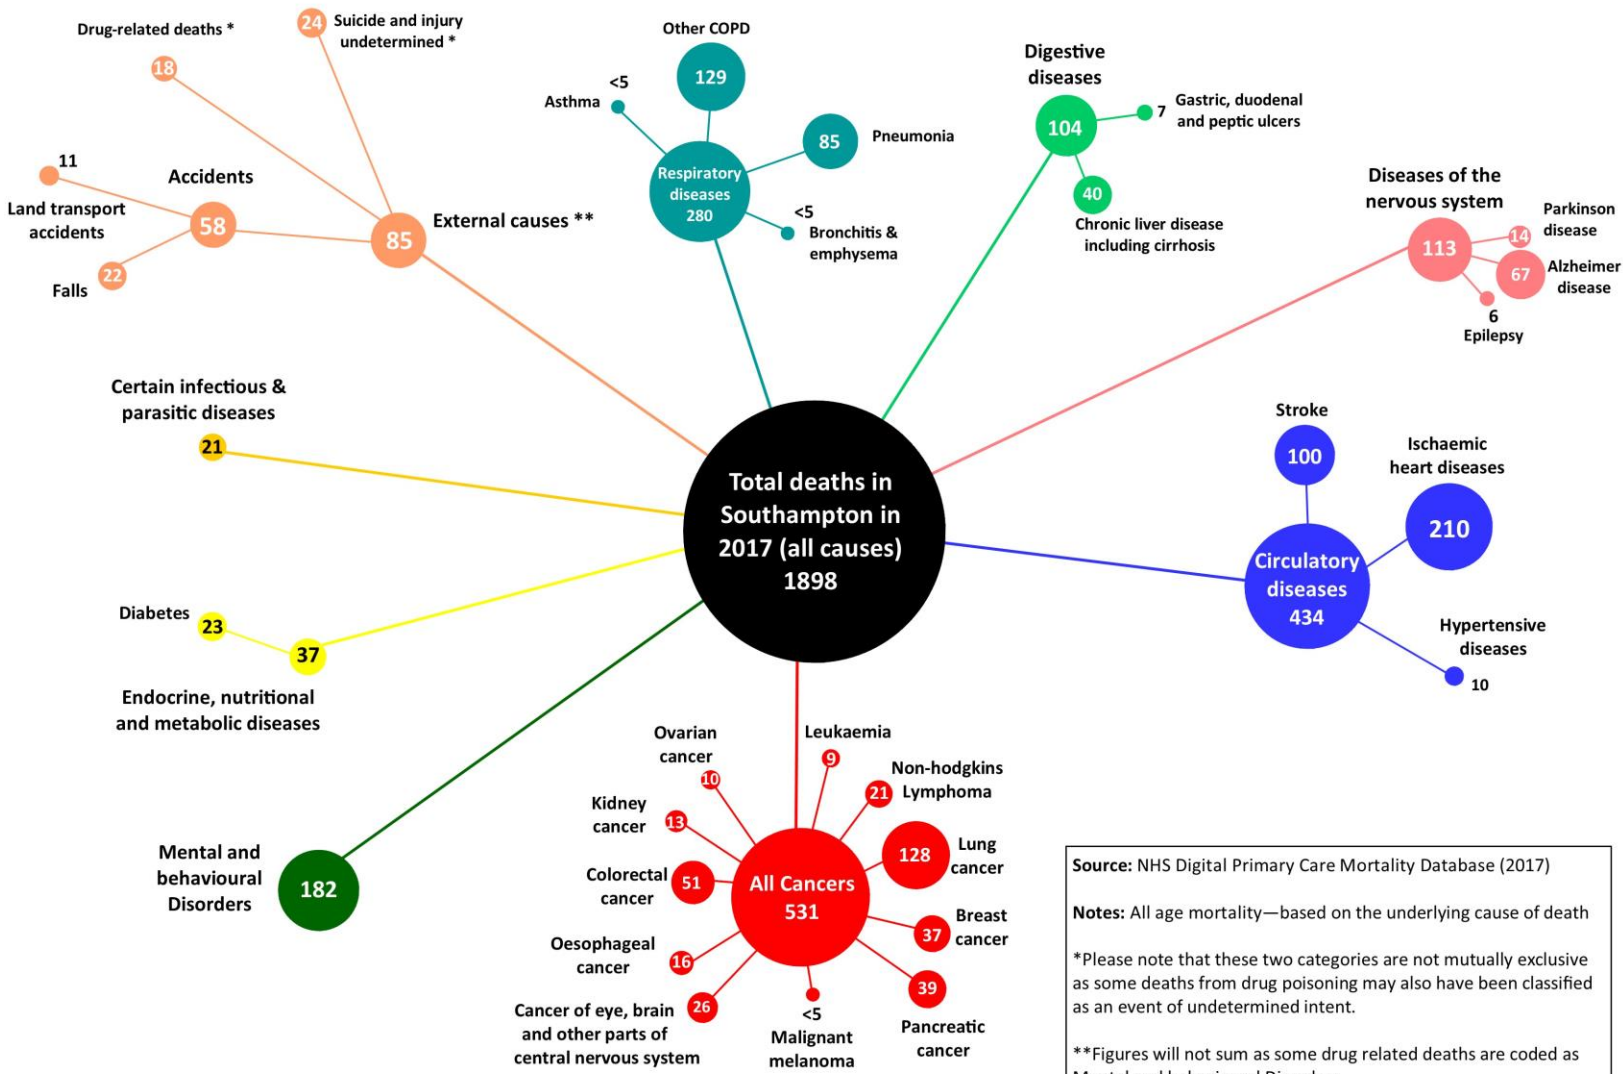 Drug-related deaths *
18
24
Suicide and injury
undetermined *
11
Land transport
accidents
Accidents
58
22
Falls
85
External causes **
Other COPD
129
<5
Asthma
85
Pneumonia
Respiratory
diseases
280
<5
Bronchitis &
emphysema
Digestive
diseases
104
7
Gastric, duodenal
and peptic ulcers
40
Chronic liver disease
including cirrhosis
Diseases of the
nervous system
113
Parkinson
disease
14
67
Alzheimer
disease
6
Epilepsy
Certain infectious &
parasitic diseases
21
Total deaths in
Southampton in
2017 (all causes)
1898
Stroke
100
Ischaemic
heart diseases
210
Circulatory
diseases
434
Hypertensive
diseases
10
Diabetes
23
37
Endocrine, nutritional
and metabolic diseases
Mental and
behavioural
Disorders
182
Ovarian
cancer
10
Leukaemia
9
Non-hodgkins
Lymphoma
21
Kidney
cancer
13
Lung
cancer
128
Colorectal
cancer
51
All Cancers
531
Breast
cancer
37
Oesophageal
cancer
16
39
Pancreatic
cancer
Cancer of eye, brain
and other parts of
central nervous system
26
<5
Malignant
melanoma
Source: NHS Digital Primary Care Mortality Database (2017)
Notes: All age mortality—based on the underlying cause of death
*Please note that these two categories are not mutually exclusive
as some deaths from drug poisoning may also have been classified
as an event of undetermined intent.
**Figures will not sum as some drug related deaths are coded as